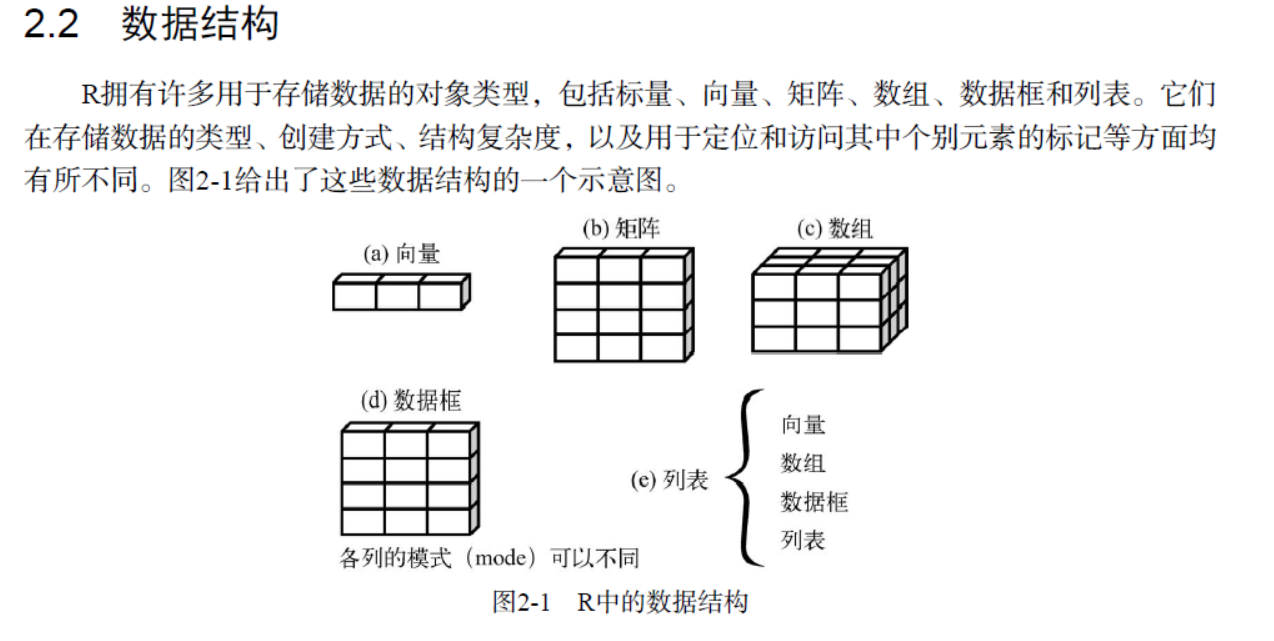 2.2 数据结构
R拥有许多用于存储数据的对象类型，包括标量、向量、矩阵、数组、数据框和列表。它们
在存储数据的类型、创建方式、结构复杂度，以及用于定位和访问其中个别元素的标记等方面均
有所不同。图2-1给出了这些数据结构的一个示意图。
(a) 向量
(b) 矩阵
(c) 数组
(d) 数据框
各列的模式（mode）可以不同
(e) 列表
向量
数组
数据框
列表
图2-1 R中的数据结构